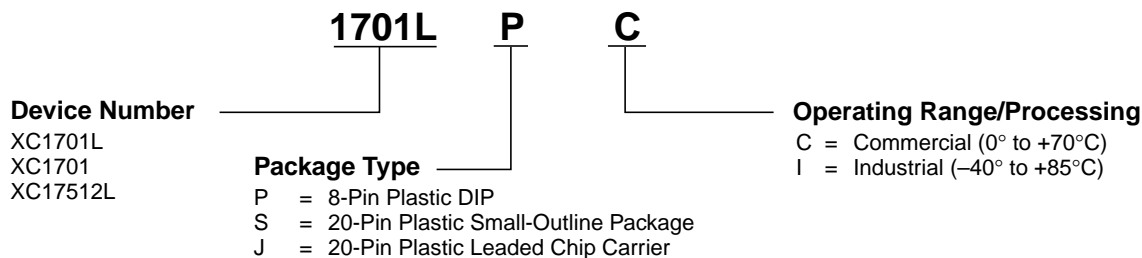 1701L P C
Device Number
XC1701L
XC1701
XC17512L
Package Type
P = 8-Pin Plastic DIP
S = 20-Pin Plastic Small-Outline Package
J = 20-Pin Plastic Leaded Chip Carrier
Operating Range/Processing
C = Commercial (0° to +70°C)
I = Industrial (–40° to +85°C)